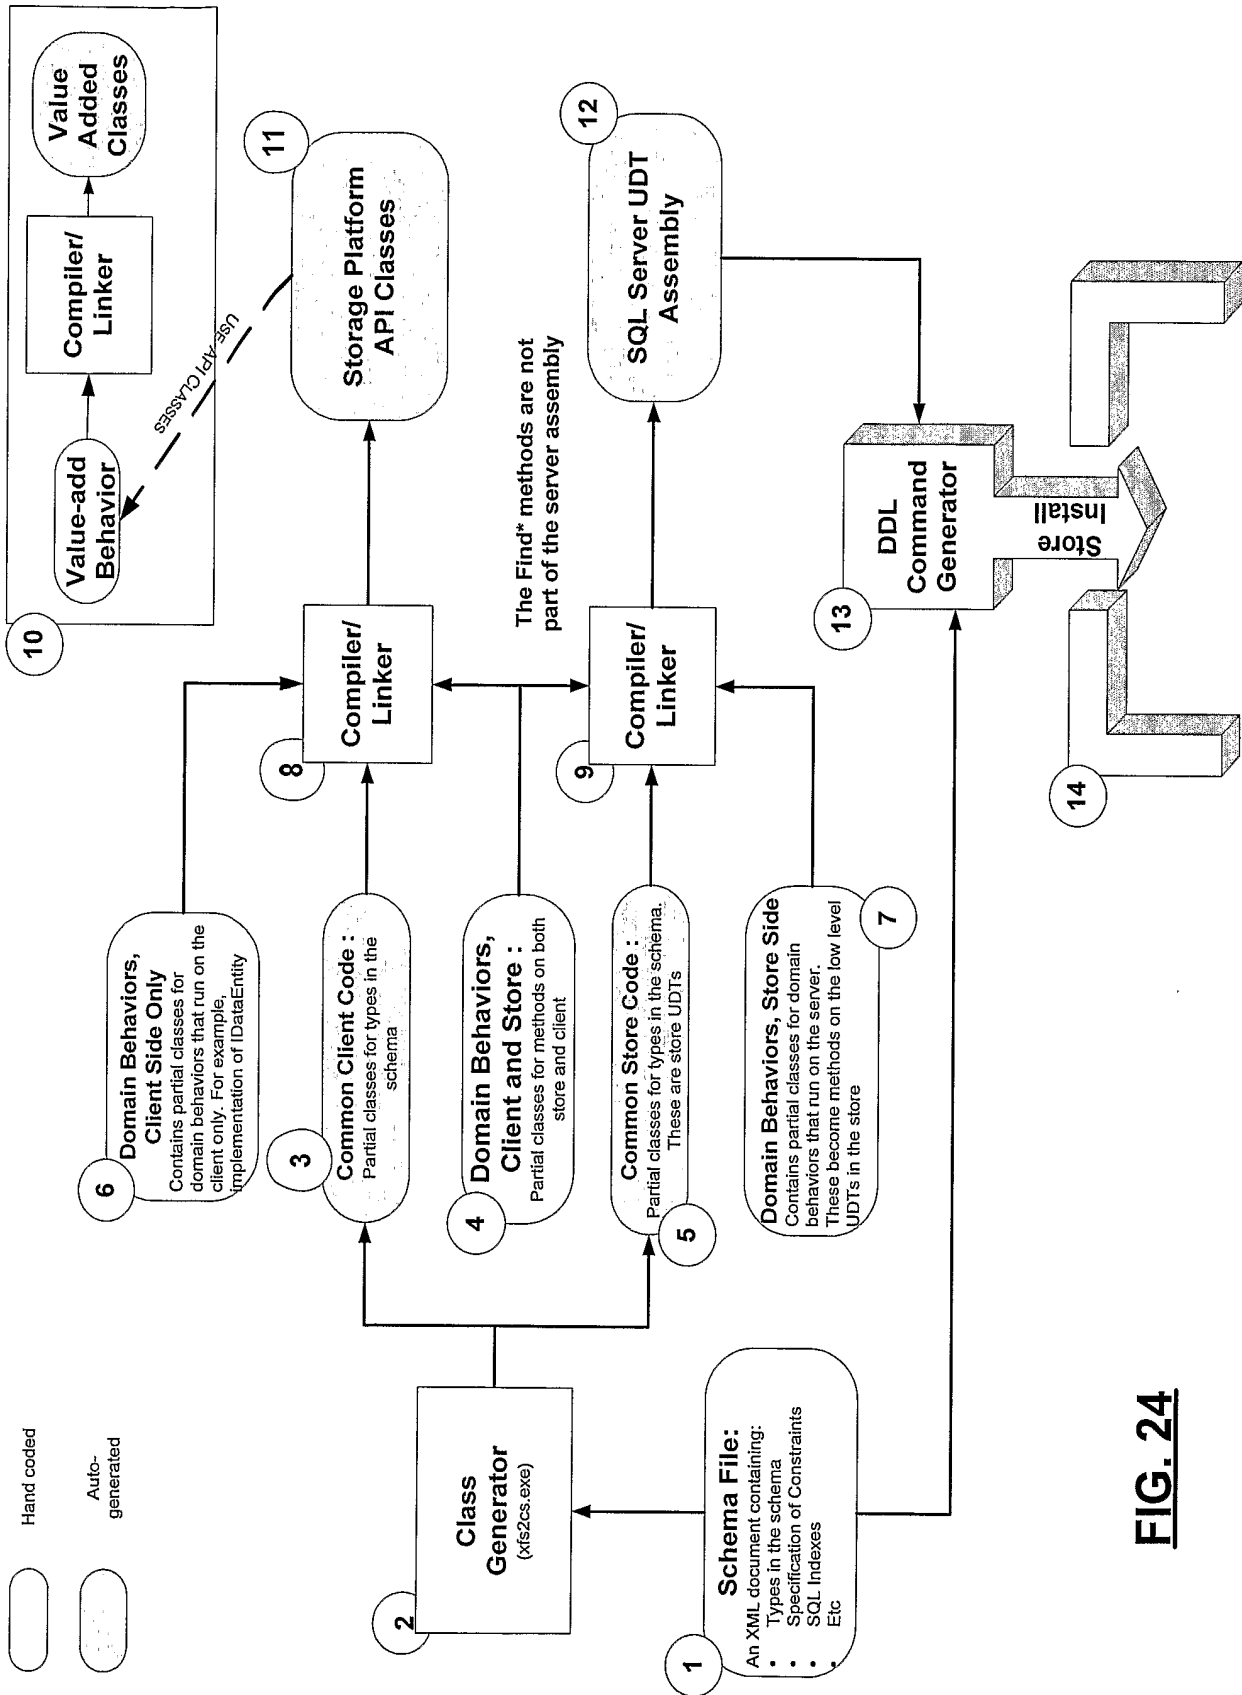 Hand coded
Auto-
generated
10
Value-add
Behavior
Compiler/
Linker
Value
Added
Classes
USE API CLASSES
6
Domain Behaviors,
Client Side Only
Contains partial classes for
domain behaviors that run on the
client only. For example,
implementation of IDataEntity
3
Common Client Code :
Partial classes for types in the
schema
8
Compiler/
Linker
11
Storage Platform
API Classes
2
Class
Generator
(xfs2cs.exe)
4
Domain Behaviors,
Client and Store :
Partial classes for methods on both
store and client
The Find* methods are not
part of the server assembly
5
Common Store Code :
Partial classes for types in the schema.
These are store UDTs
9
Compiler/
Linker
12
SQL Server UDT
Assembly
1
Schema File:
An XML document containing:
• Types in the schema
• Specification of Constraints
• SQL Indexes
• Etc
7
Domain Behaviors, Store Side
Contains partial classes for domain
behaviors that run on the server.
These become methods on the low level
UDTs in the store
13
DDL
Command
Generator
Store
Install
14
FIG. 24